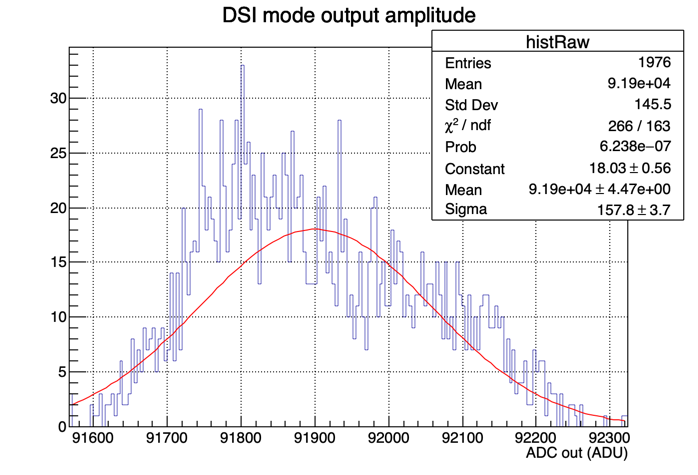 DSI mode output amplitude
histRaw
Entries 1976
Mean 9.19e+04
Std Dev 145.5
χ² / ndf 266 / 163
Prob 6.238e−07
Constant 18.03 ± 0.56
Mean 9.19e+04 ± 4.47e+00
Sigma 157.8 ± 3.7
30
25
20
15
10
5
0
91600 91700 91800 91900 92000 92100 92200 92300
ADC out (ADU)